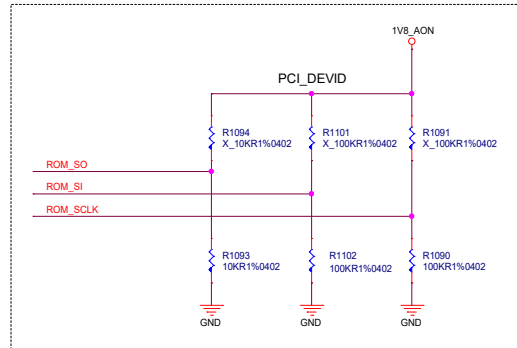 1V8_AON
PCI_DEVID
R1094
X_10KR1%0402
R1101
X_100KR1%0402
R1091
X_100KR1%0402
ROM_SO
ROM_SI
ROM_SCLK
R1093
10KR1%0402
R1102
100KR1%0402
R1090
100KR1%0402
GND
GND
GND